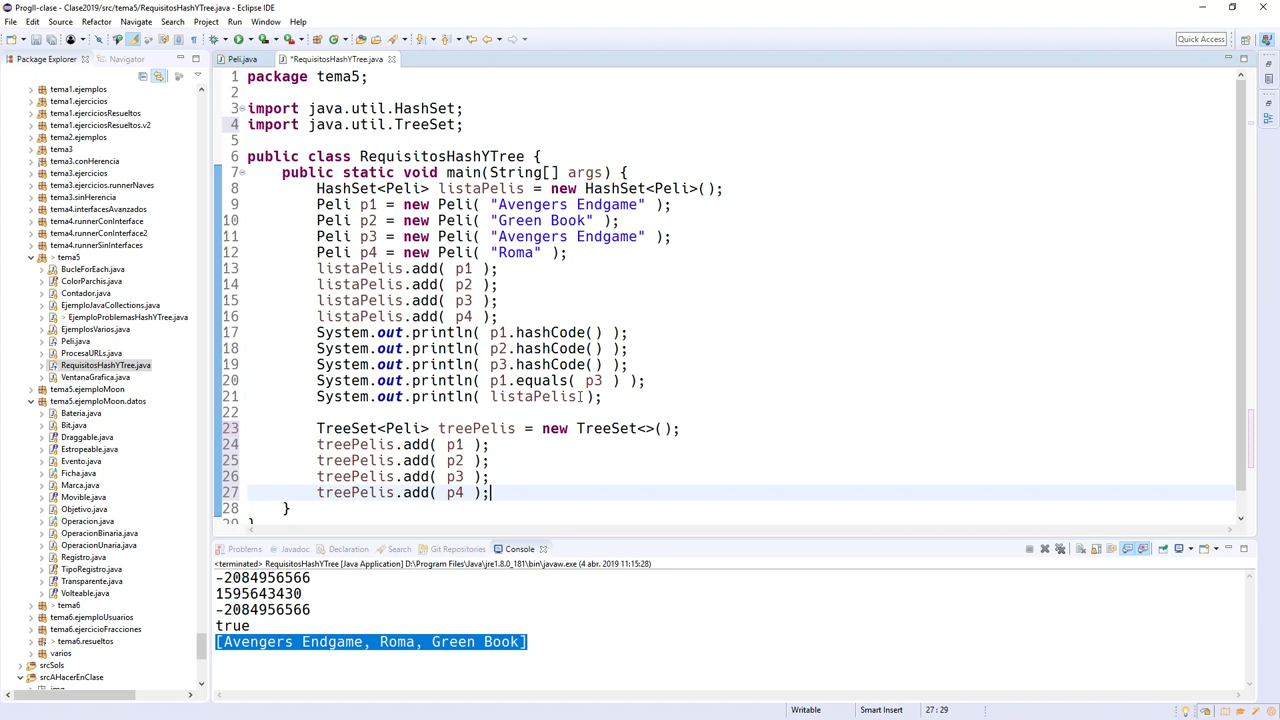 ProgII-clase - Clase2019/src/tema5/RequisitosHashYTree.java - Eclipse IDE
File Edit Source Refactor Navigate Search Project Run Window Help
Quick Access
Package Explorer Navigator
Peli.java *RequisitosHashYTree.java
tema1.ejemplos
tema1.ejercicios
tema1.ejerciciosResueltos
tema1.ejerciciosResueltos.v2
tema2.ejemplos
tema3
tema3.conHerencia
tema3.ejercicios
tema3.ejercicios.runnerNaves
tema3.sinHerencia
tema4.interfacesAvanzados
tema4.runnerConInterface
tema4.runnerConInterface2
tema4.runnerSinInterfaces
> tema5
BucleForEach.java
ColorParchis.java
Contador.java
EjemploJavaCollections.java
> EjemploProblemasHashYTree.java
EjemplosVarios.java
Peli.java
ProcesaURLs.java
RequisitosHashYTree.java
VentanaGrafica.java
tema5.ejemploMoon
tema5.ejemploMoon.datos
Bateria.java
Bit.java
Draggable.java
Estropeable.java
Evento.java
Ficha.java
Marca.java
Movible.java
Objetivo.java
Operacion.java
OperacionBinaria.java
OperacionUnaria.java
Registro.java
TipoRegistro.java
Transparente.java
Volteable.java
> tema6
tema6.ejemploUsuarios
tema6.ejercicioFracciones
> tema6.resueltos
varios
srcSols
srcAHacerEnClase
1 package tema5;
2
3 import java.util.HashSet;
4 import java.util.TreeSet;
5
6 public class RequisitosHashYTree {
7 public static void main(String[] args) {
8 HashSet<Peli> listaPelis = new HashSet<Peli>();
9 Peli p1 = new Peli( "Avengers Endgame" );
10 Peli p2 = new Peli( "Green Book" );
11 Peli p3 = new Peli( "Avengers Endgame" );
12 Peli p4 = new Peli( "Roma" );
13 listaPelis.add( p1 );
14 listaPelis.add( p2 );
15 listaPelis.add( p3 );
16 listaPelis.add( p4 );
17 System.out.println( p1.hashCode() );
18 System.out.println( p2.hashCode() );
19 System.out.println( p3.hashCode() );
20 System.out.println( p1.equals( p3 ) );
21 System.out.println( listaPelis );
22
23 TreeSet<Peli> treePelis = new TreeSet<>();
24 treePelis.add( p1 );
25 treePelis.add( p2 );
26 treePelis.add( p3 );
27 treePelis.add( p4 );
28 }
29 }
Problems Javadoc Declaration Search Git Repositories Console
<terminated> RequisitosHashYTree [Java Application] D:\Program Files\Java\jre1.8.0_181\bin\javaw.exe (4 abr. 2019 11:15:28)
-2084956566
1595643430
-2084956566
true
[Avengers Endgame, Roma, Green Book]
Writable Smart Insert 27 : 29